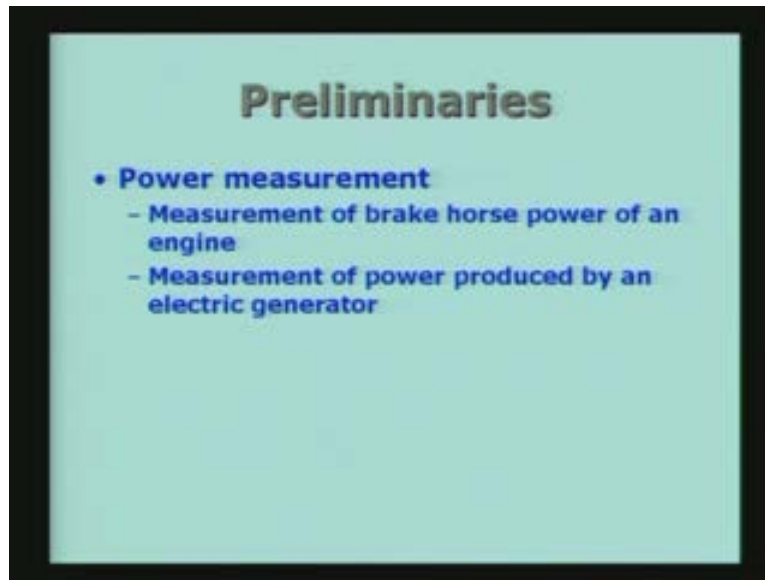 Preliminaries
• Power measurement
– Measurement of brake horse power of an
engine
– Measurement of power produced by an
electric generator